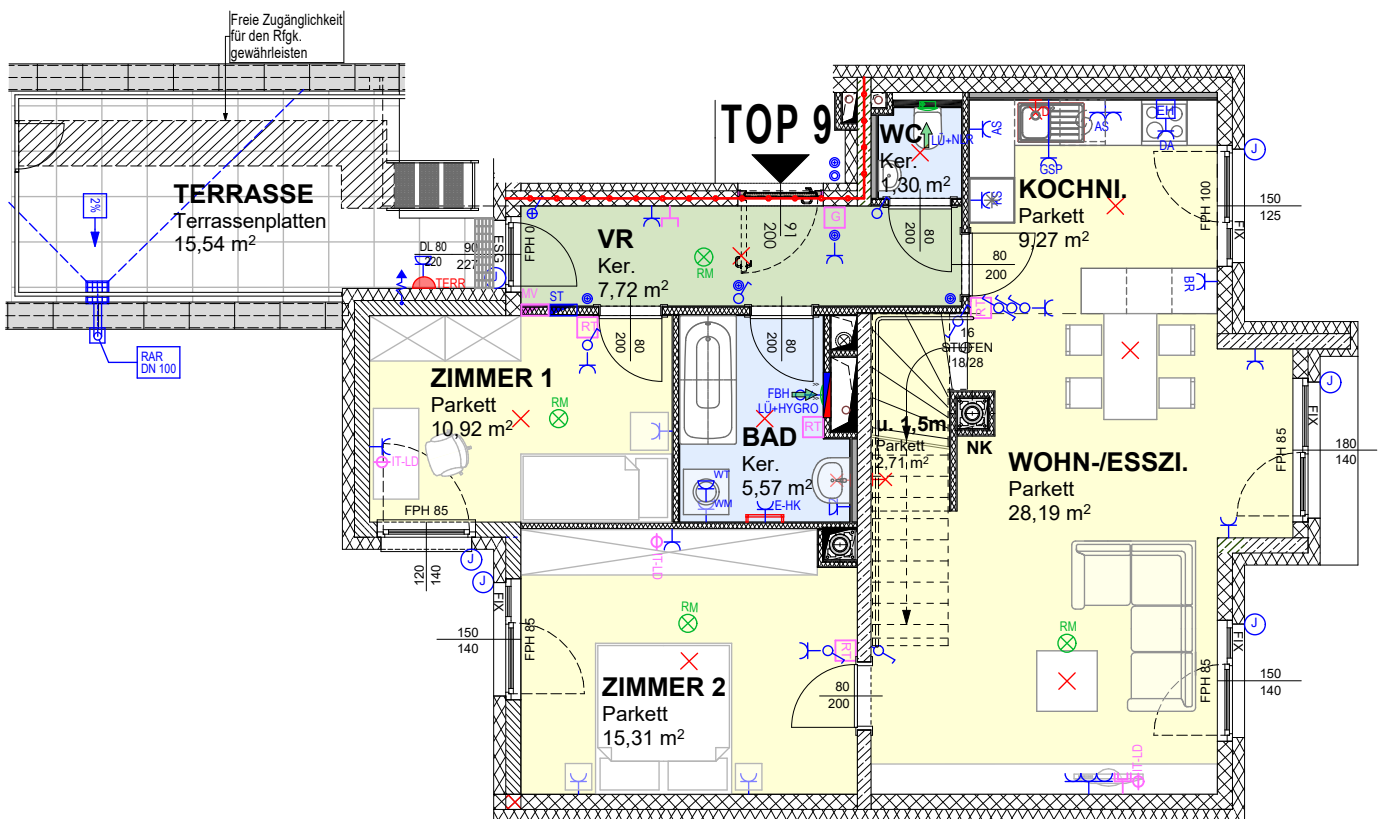 Freie Zugänglichkeit
für den Rfgk.
gewährleisten
TOP 9
WC
Ker.
1,30 m²
LÜ+NLR
AS
AS
EH
DA
GSP
KS
J
KOCHNI.
Parkett
9,27 m²
FPH 100
FIX
150
125
TERRASSE
Terrassenplatten
15,54 m²
2%
DL 80
220
90
227
ESG
FPH 0
J
TERR
RAR
DN 100
VR
Ker.
7,72 m²
RM
91
200
G
80
200
80
200
BR
MV
ST
RT
80
200
80
200
RT
16
STUFEN
18/28
ZIMMER 1
Parkett
10,92 m²
RM
IT-LD
FPH 85
120
140
J
J
FBH
LÜ+HYGRO
RT
BAD
Ker.
5,57 m²
WT
WM
E-HK
u. 1,5m
Parkett
2,71 m²
NK
WOHN-/ESSZI.
Parkett
28,19 m²
J
FIX
FPH 85
180
140
IT-LD
FIX
FPH 85
150
140
RM
ZIMMER 2
Parkett
15,31 m²
RT
80
200
RM
J
FIX
FPH 85
150
140
IT-LD